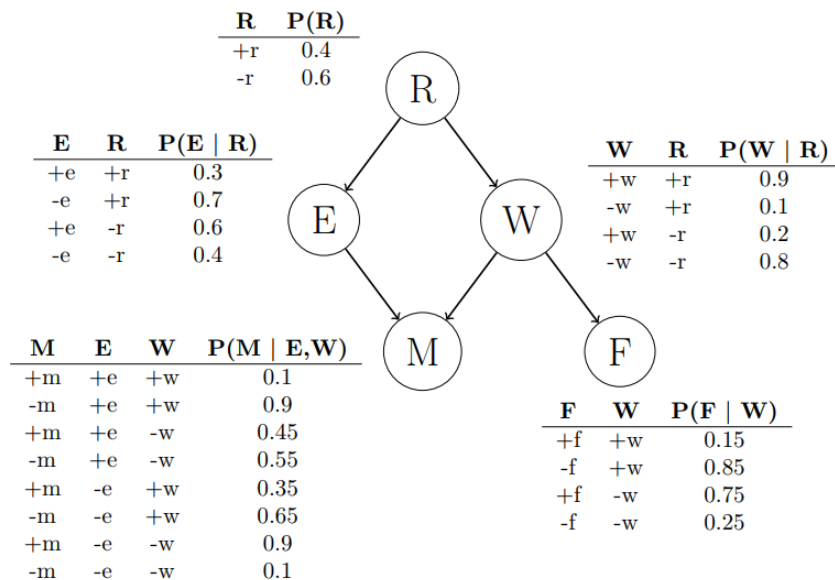 R P(R)
+r 0.4
-r 0.6
R
E R P(E | R)
+e +r 0.3
-e +r 0.7
+e -r 0.6
-e -r 0.4
W R P(W | R)
+w +r 0.9
-w +r 0.1
+w -r 0.2
-w -r 0.8
E
W
M E W P(M | E,W)
+m +e +w 0.1
-m +e +w 0.9
+m +e -w 0.45
-m +e -w 0.55
+m -e +w 0.35
-m -e +w 0.65
+m -e -w 0.9
-m -e -w 0.1
M
F
F W P(F | W)
+f +w 0.15
-f +w 0.85
+f -w 0.75
-f -w 0.25